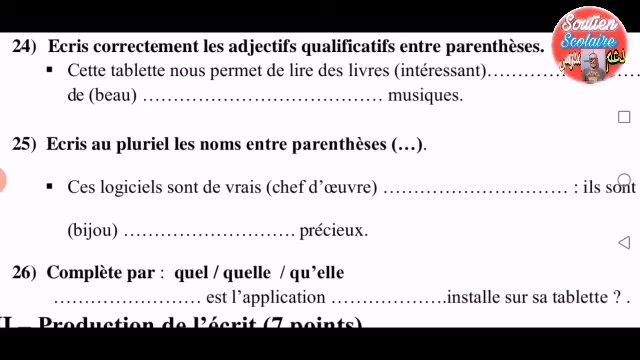 Soutien
Scolaire
24) Ecris correctement les adjectifs qualificatifs entre parenthèses.
▪ Cette tablette nous permet de lire des livres (intéressant)……………………
de (beau) ………………………………… musiques.
25) Ecris au pluriel les noms entre parenthèses (…).
▪ Ces logiciels sont de vrais (chef d’œuvre) ………………………… : ils sont
(bijou) ……………………… précieux.
26) Complète par : quel / quelle / qu’elle
…………………… est l’application ………………..installe sur sa tablette ? .
II – Production de l’écrit (7 points)